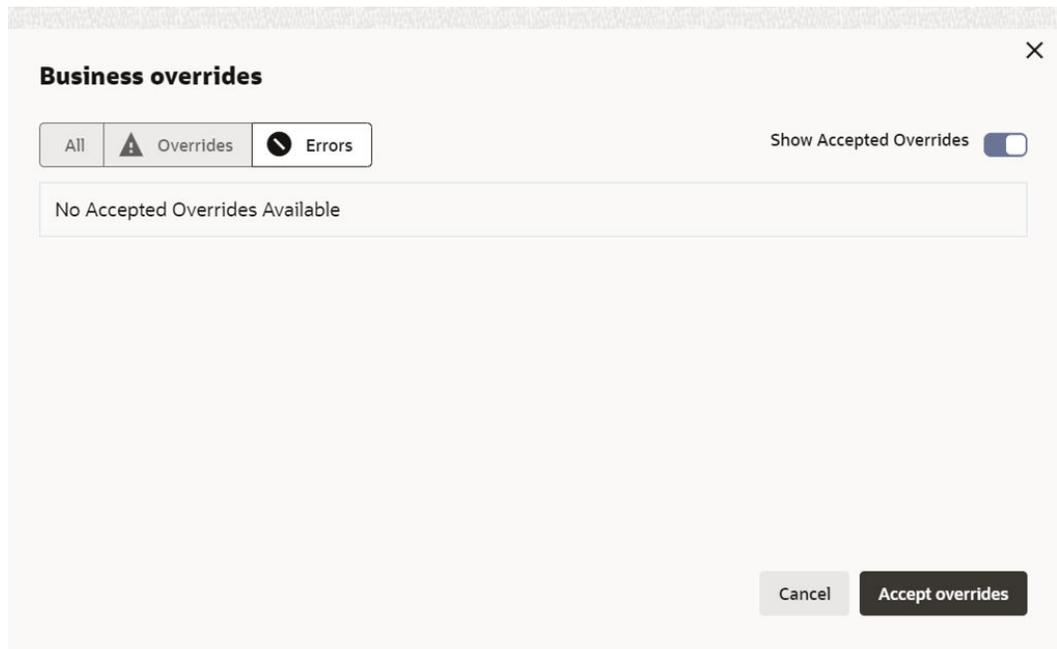 Business overrides
All Overrides Errors
Show Accepted Overrides
No Accepted Overrides Available
Cancel Accept overrides